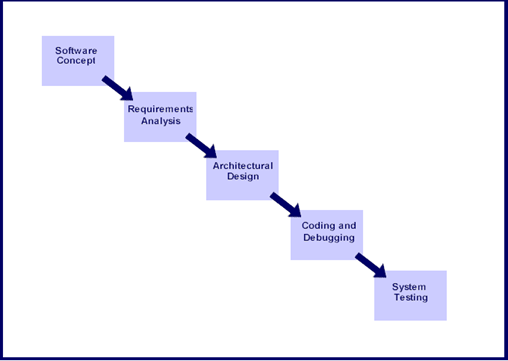 Software
Concept
Requirements
Analysis
Architectural
Design
Coding and
Debugging
System
Testing